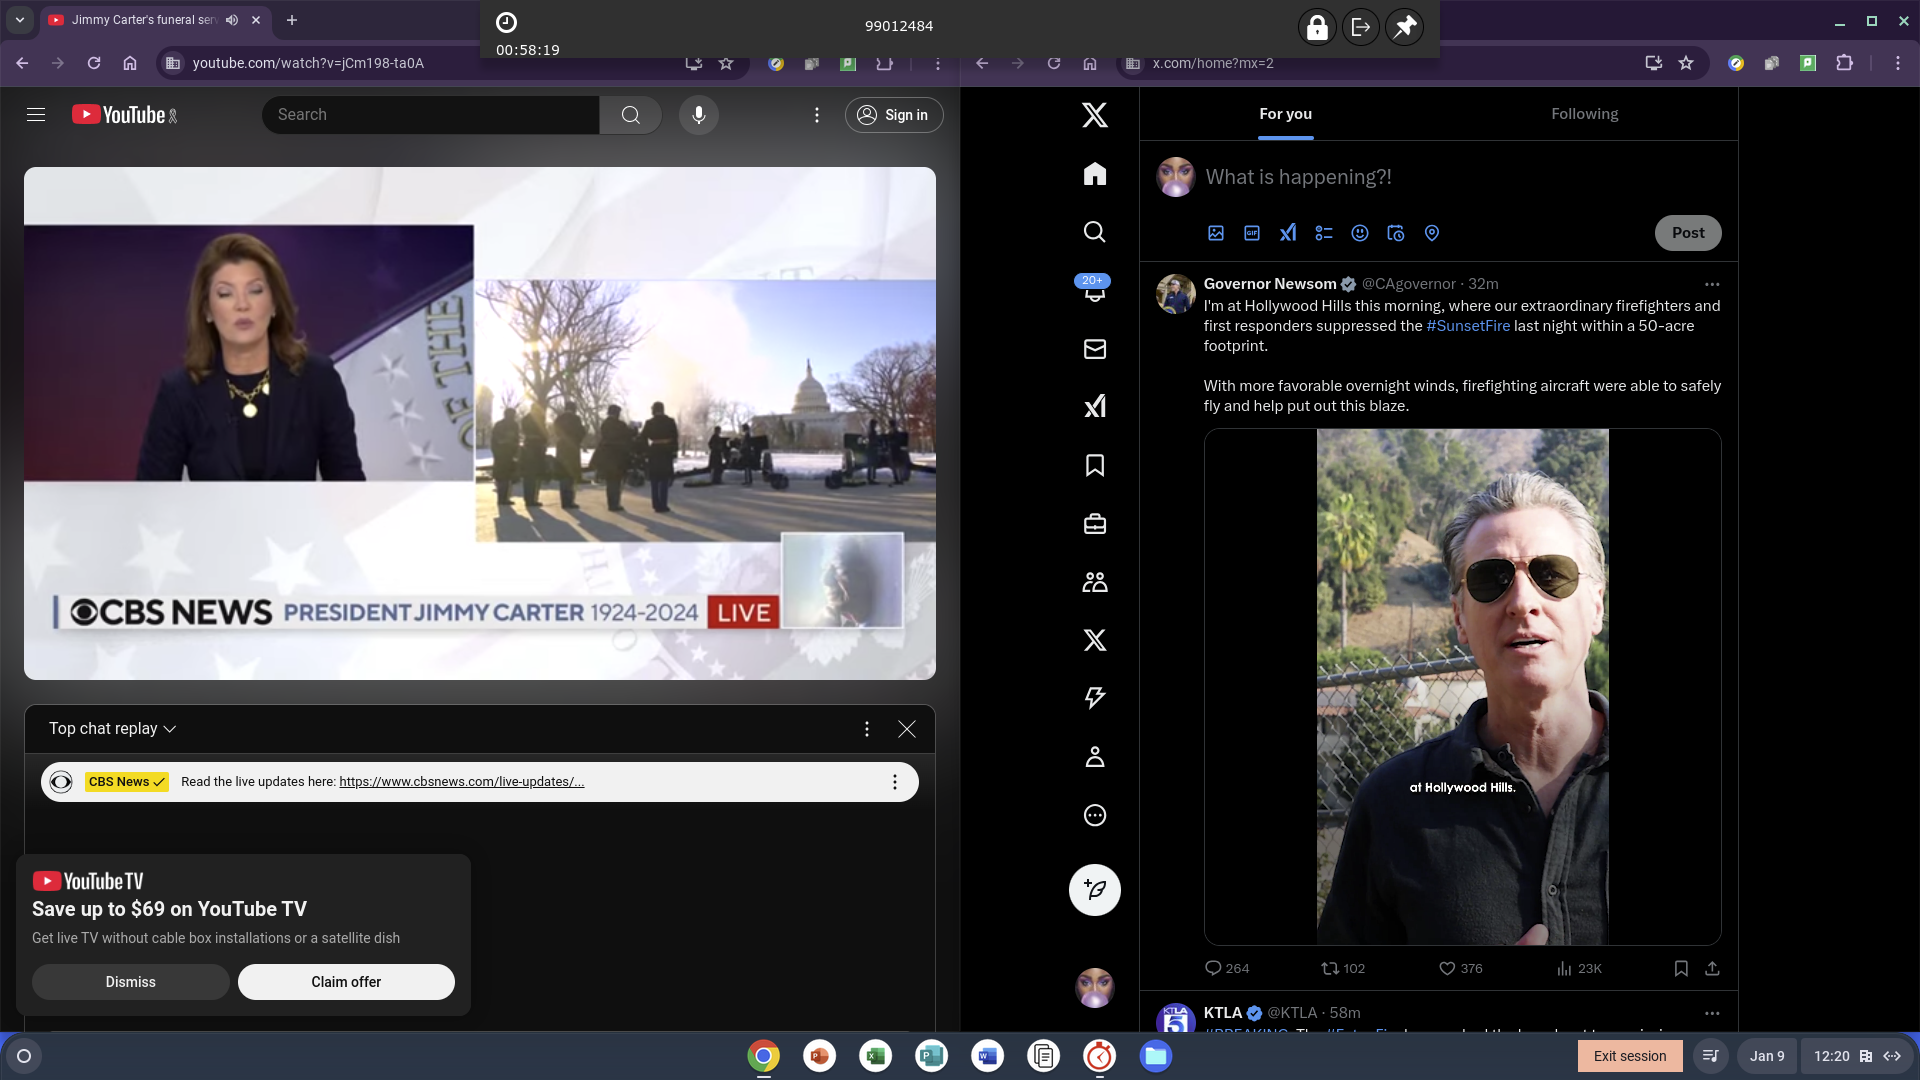 Jimmy Carter's funeral serv
00:58:19
99012484
youtube.com/watch?v=jCm198-ta0A
x.com/home?mx=2
YouTube
Search
Sign in
CBS NEWS PRESIDENT JIMMY CARTER 1924-2024 LIVE
Top chat replay
CBS News Read the live updates here: https://www.cbsnews.com/live-updates/...
YouTube TV
Save up to $69 on YouTube TV
Get live TV without cable box installations or a satellite dish
Dismiss
Claim offer
20+
For you
Following
What is happening?!
GIF
Post
Governor Newsom @CAgovernor · 32m
I'm at Hollywood Hills this morning, where our extraordinary firefighters and
first responders suppressed the #SunsetFire last night within a 50-acre
footprint.
With more favorable overnight winds, firefighting aircraft were able to safely
fly and help put out this blaze.
at Hollywood Hills.
264
102
376
23K
KTLA @KTLA · 58m
Exit session
Jan 9
12:20